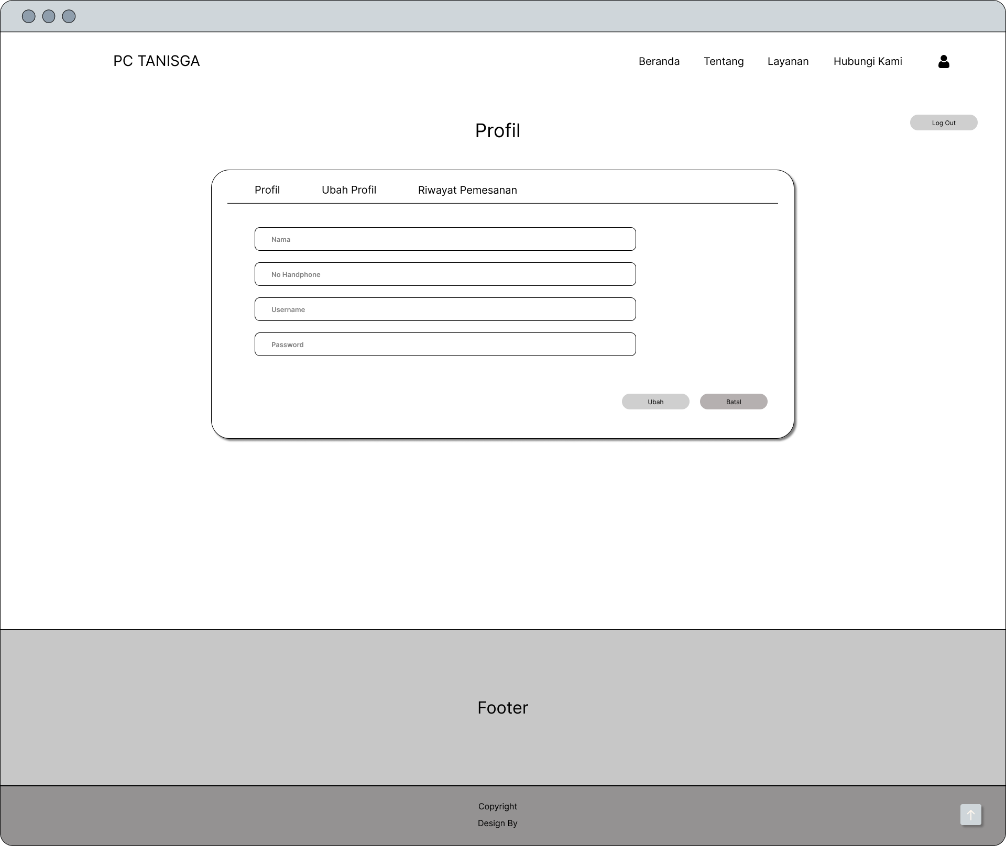 PC TANISGA
Beranda Tentang Layanan Hubungi Kami
Log Out
Profil
Profil Ubah Profil Riwayat Pemesanan
Nama
No Handphone
Username
Password
Ubah Batal
Footer
Copyright
Design By